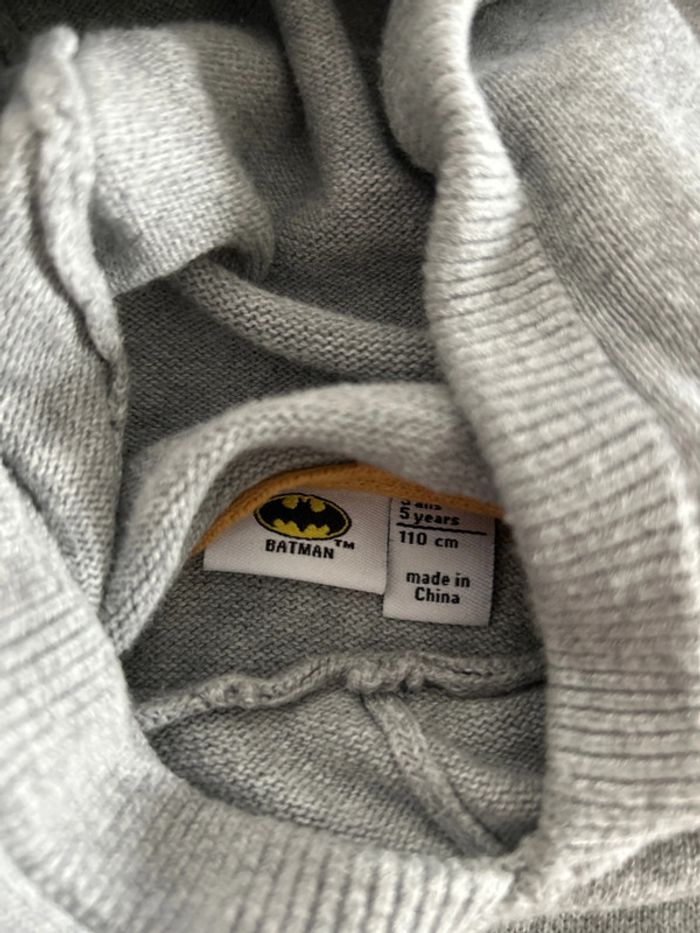 BATMAN™
5 years
110 cm
made in
China